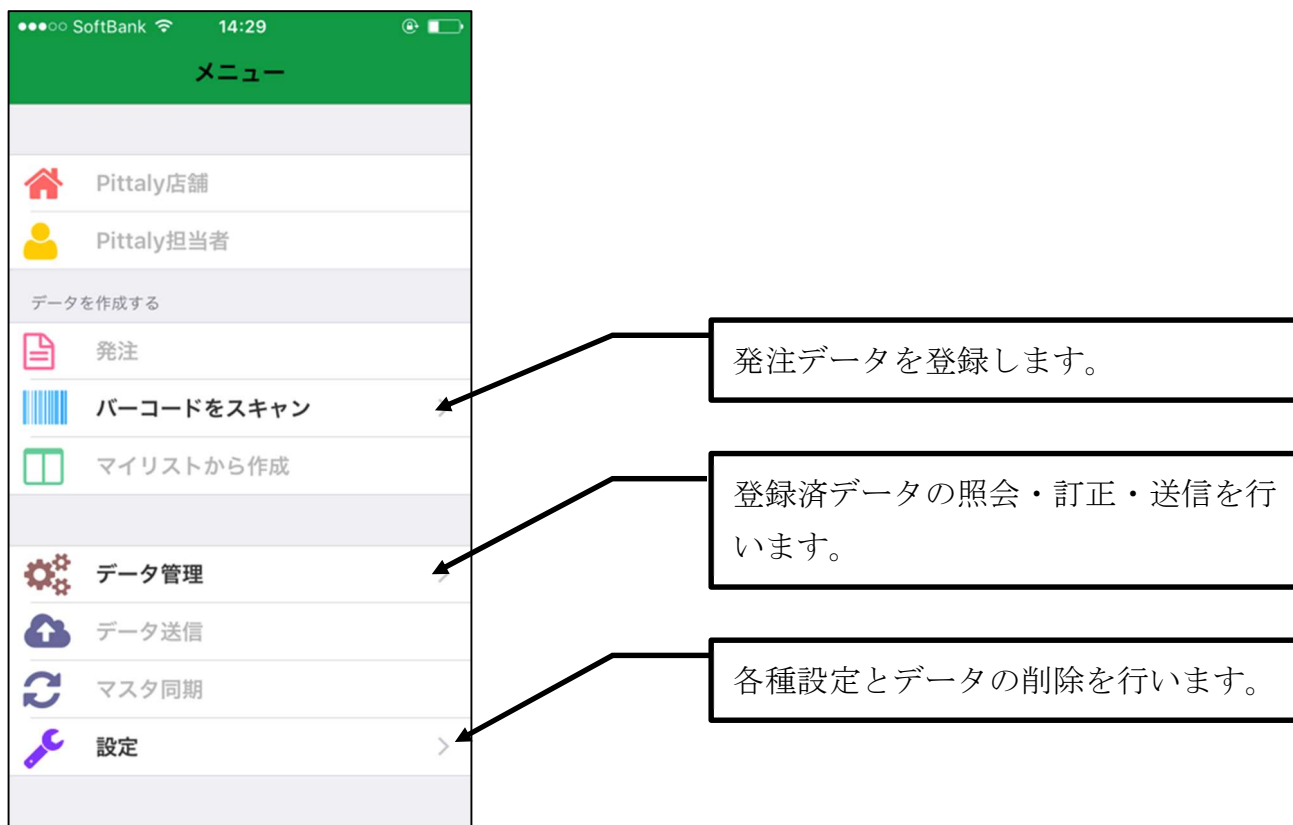 SoftBank 14:29
メニュー
Pittaly店舗
Pittaly担当者
データを作成する
発注
バーコードをスキャン
マイリストから作成
データ管理
データ送信
マスタ同期
設定
発注データを登録します。
登録済データの照会・訂正・送信を行
います。
各種設定とデータの削除を行います。